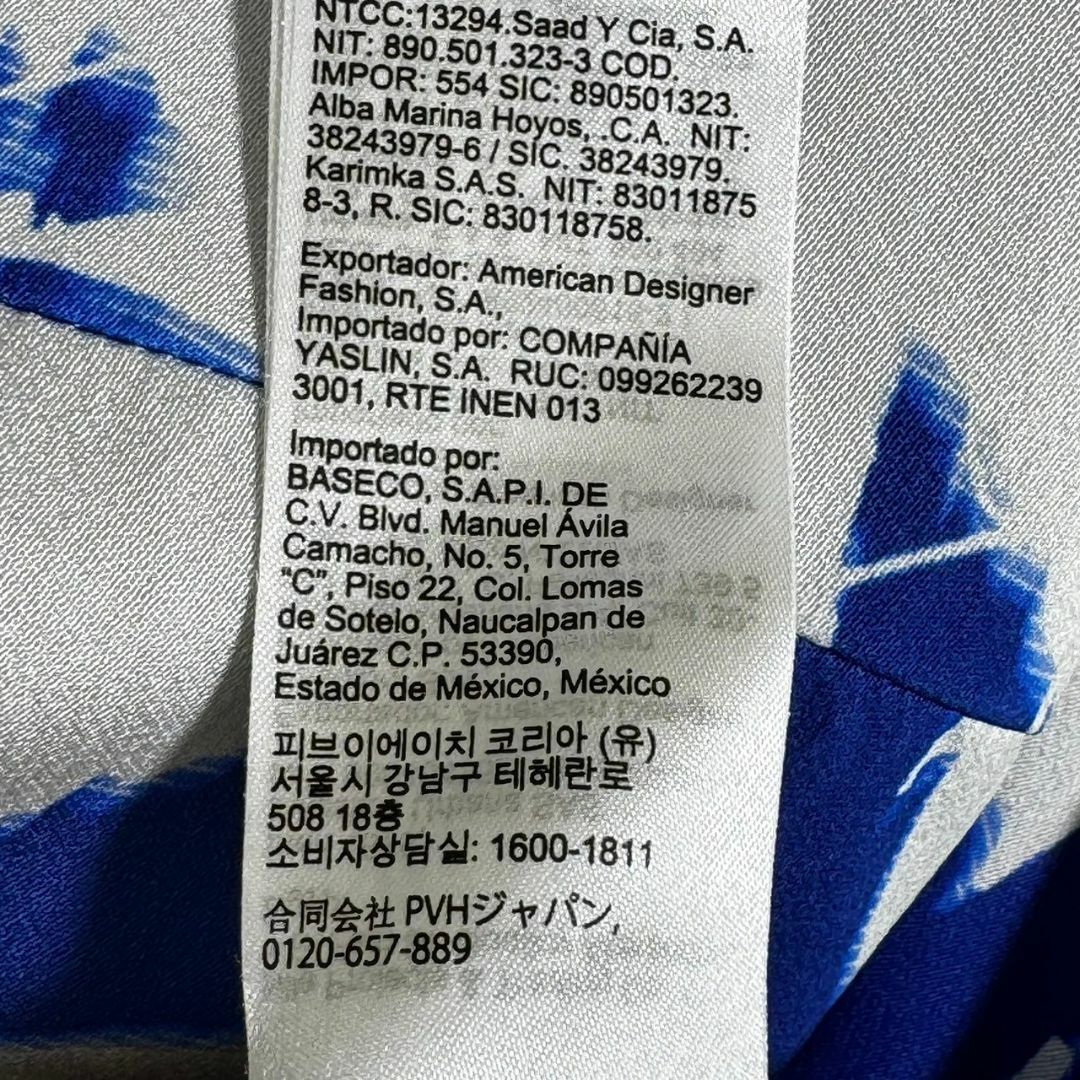 NTCC:13294.Saad Y Cia, S.A.
NIT: 890.501.323-3 COD.
IMPOR: 554 SIC: 890501323.
Alba Marina Hoyos, .C.A. NIT:
38243979-6 / SIC. 38243979.
Karimka S.A.S. NIT: 83011875
8-3, R. SIC: 830118758.
Exportador: American Designer
Fashion, S.A.,
Importado por: COMPAÑÍA
YASLIN, S.A. RUC: 099262239
3001, RTE INEN 013
Importado por:
BASECO, S.A.P.I. DE
C.V. Blvd. Manuel Ávila
Camacho, No. 5, Torre
"C", Piso 22, Col. Lomas
de Sotelo, Naucalpan de
Juárez C.P. 53390,
Estado de México, México
피브이에이치 코리아 (유)
서울시 강남구 테헤란로
508 18층
소비자상담실: 1600-1811
合同会社 PVHジャパン,
0120-657-889